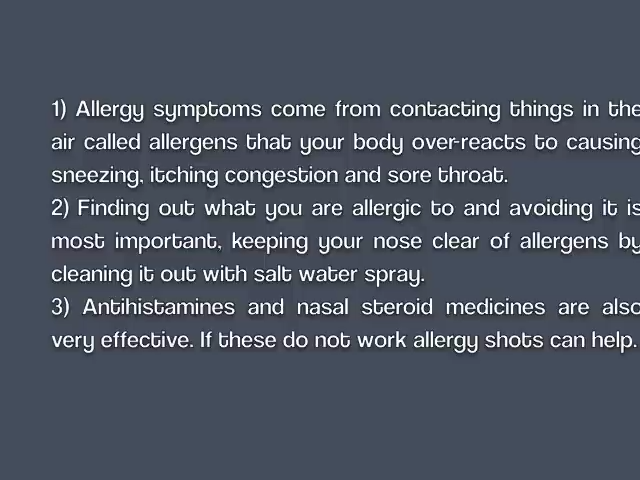 1) Allergy symptoms come from contacting things in the
air called allergens that your body over-reacts to causing
sneezing, itching congestion and sore throat.
2) Finding out what you are allergic to and avoiding it is
most important, keeping your nose clear of allergens by
cleaning it out with salt water spray.
3) Antihistamines and nasal steroid medicines are also
very effective. If these do not work allergy shots can help.